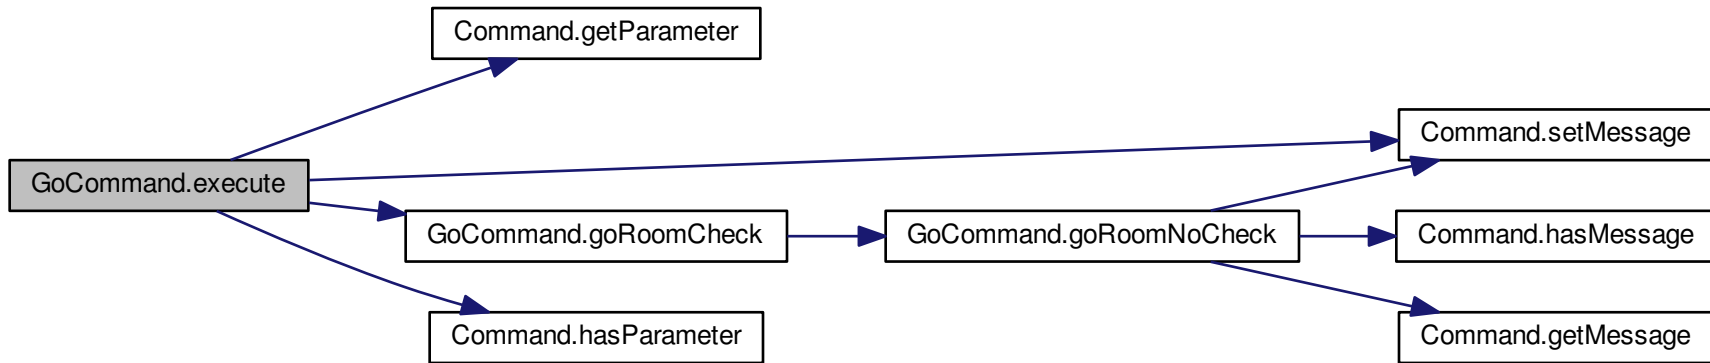 Command.getParameter
Command.setMessage
GoCommand.execute
GoCommand.goRoomCheck
GoCommand.goRoomNoCheck
Command.hasMessage
Command.hasParameter
Command.getMessage